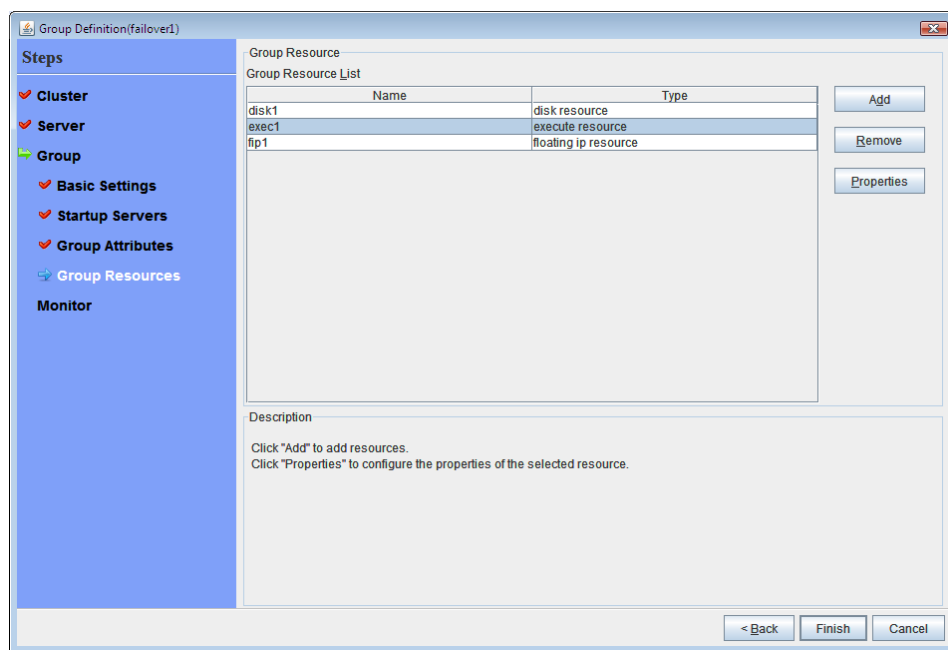 Group Definition(failover1)
Steps
Cluster
Server
Group
Basic Settings
Startup Servers
Group Attributes
Group Resources
Monitor
Group Resource
Group Resource List
Name Type
disk1 disk resource
exec1 execute resource
fip1 floating ip resource
Add
Remove
Properties
Description
Click "Add" to add resources.
Click "Properties" to configure the properties of the selected resource.
< Back Finish Cancel